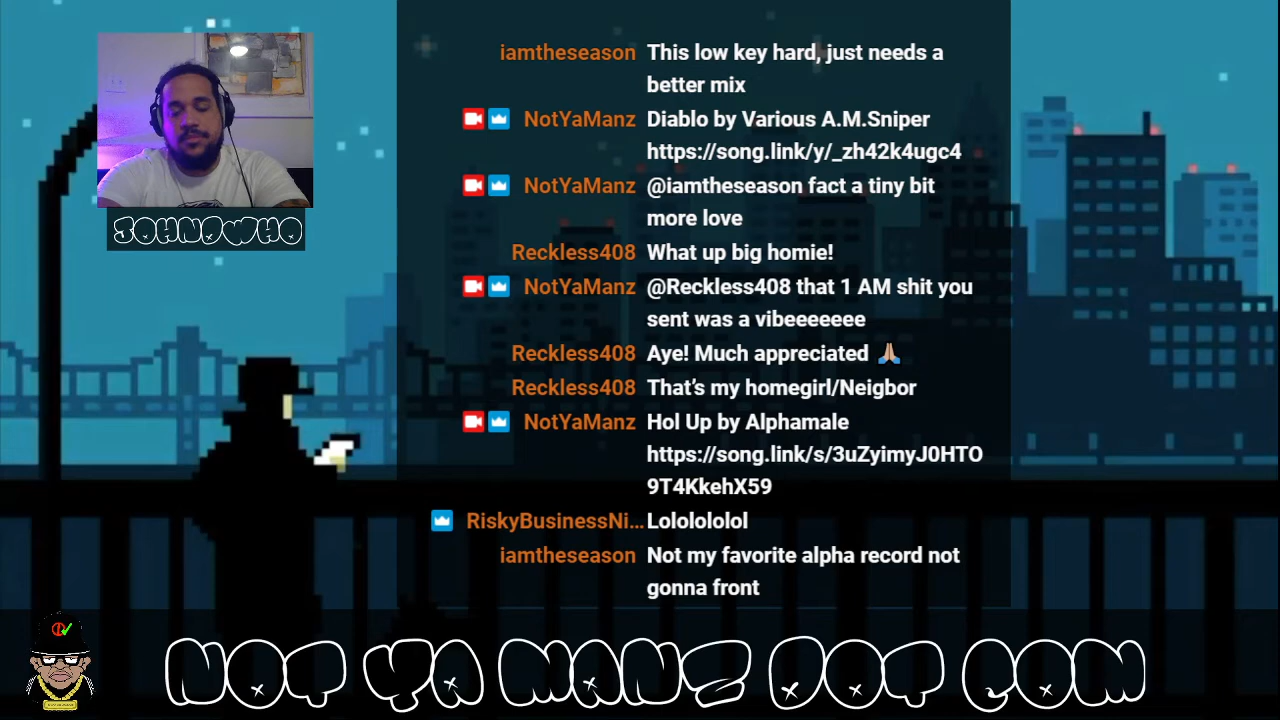 iamtheseason This low key hard, just needs a
better mix
NotYaManz Diablo by Various A.M.Sniper
https://song.link/y/_zh42k4ugc4
NotYaManz @iamtheseason fact a tiny bit
more love
Reckless408 What up big homie!
NotYaManz @Reckless408 that 1 AM shit you
sent was a vibeeeeeee
Reckless408 Aye! Much appreciated 🙏🏽
Reckless408 That’s my homegirl/Neigbor
NotYaManz Hol Up by Alphamale
https://song.link/s/3uZyimyJ0HTO
9T4KkehX59
RiskyBusinessNi... Lolololololol
iamtheseason Not my favorite alpha record not
gonna front
JOHNDWHO
NOT YA MANZ DOT COM